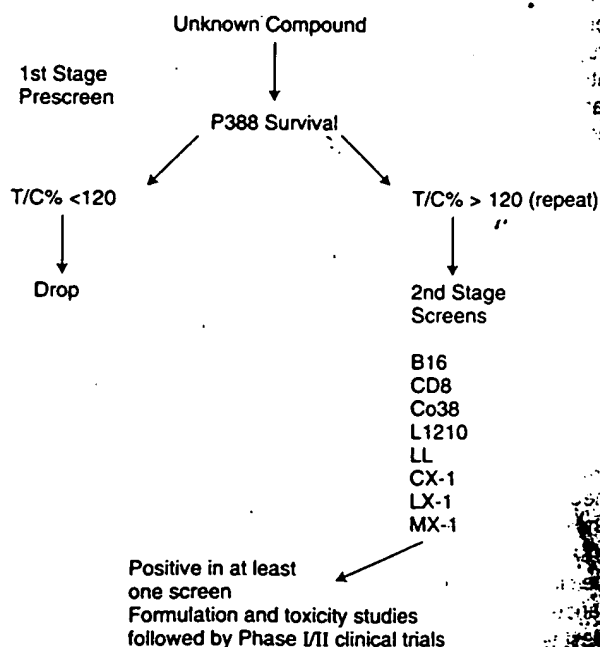 Unknown Compound
1st Stage
Prescreen
P388 Survival
T/C% <120
T/C% > 120 (repeat)
Drop
2nd Stage
Screens
B16
CD8
Co38
L1210
LL
CX-1
LX-1
MX-1
Positive in at least
one screen
Formulation and toxicity studies
followed by Phase I/II clinical trials